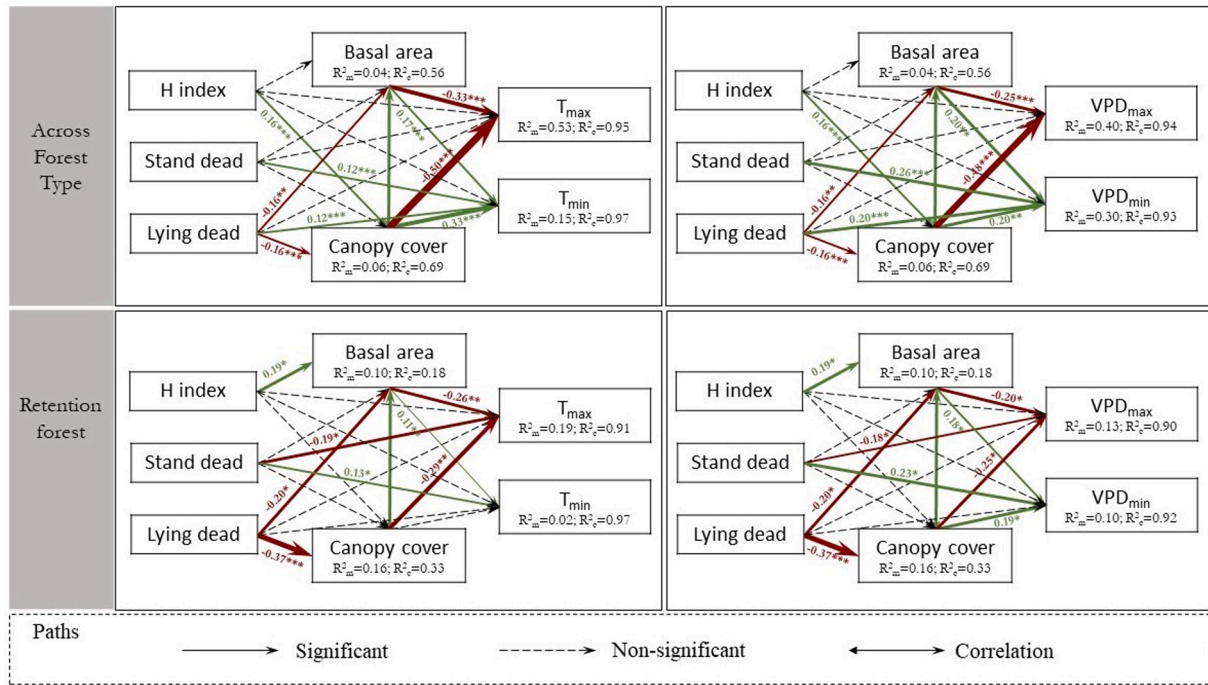 Across
Forest
Type
H index
Stand dead
Lying dead
Basal area
R²m=0.04; R²c=0.56
Canopy cover
R²m=0.06; R²c=0.69
Tmax
R²m=0.53; R²c=0.95
Tmin
R²m=0.15; R²c=0.97
-0.33***
0.16***
0.17***
0.12***
-0.50***
-0.16**
0.12***
0.33***
-0.16***
H index
Stand dead
Lying dead
Basal area
R²m=0.04; R²c=0.56
Canopy cover
R²m=0.06; R²c=0.69
VPDmax
R²m=0.40; R²c=0.94
VPDmin
R²m=0.30; R²c=0.93
-0.25***
0.16***
0.20**
0.26***
-0.48***
-0.16**
0.20***
0.20**
-0.16***
Retention
forest
H index
Stand dead
Lying dead
Basal area
R²m=0.10; R²c=0.18
Canopy cover
R²m=0.16; R²c=0.33
Tmax
R²m=0.19; R²c=0.91
Tmin
R²m=0.02; R²c=0.97
0.19*
-0.26**
0.11*
-0.19*
0.13*
-0.29**
-0.20*
-0.37***
H index
Stand dead
Lying dead
Basal area
R²m=0.10; R²c=0.18
Canopy cover
R²m=0.16; R²c=0.33
VPDmax
R²m=0.13; R²c=0.90
VPDmin
R²m=0.10; R²c=0.92
0.19*
-0.20*
0.18*
-0.18*
0.23*
-0.25*
-0.20*
0.19*
-0.37***
Paths
Significant
Non-significant
Correlation